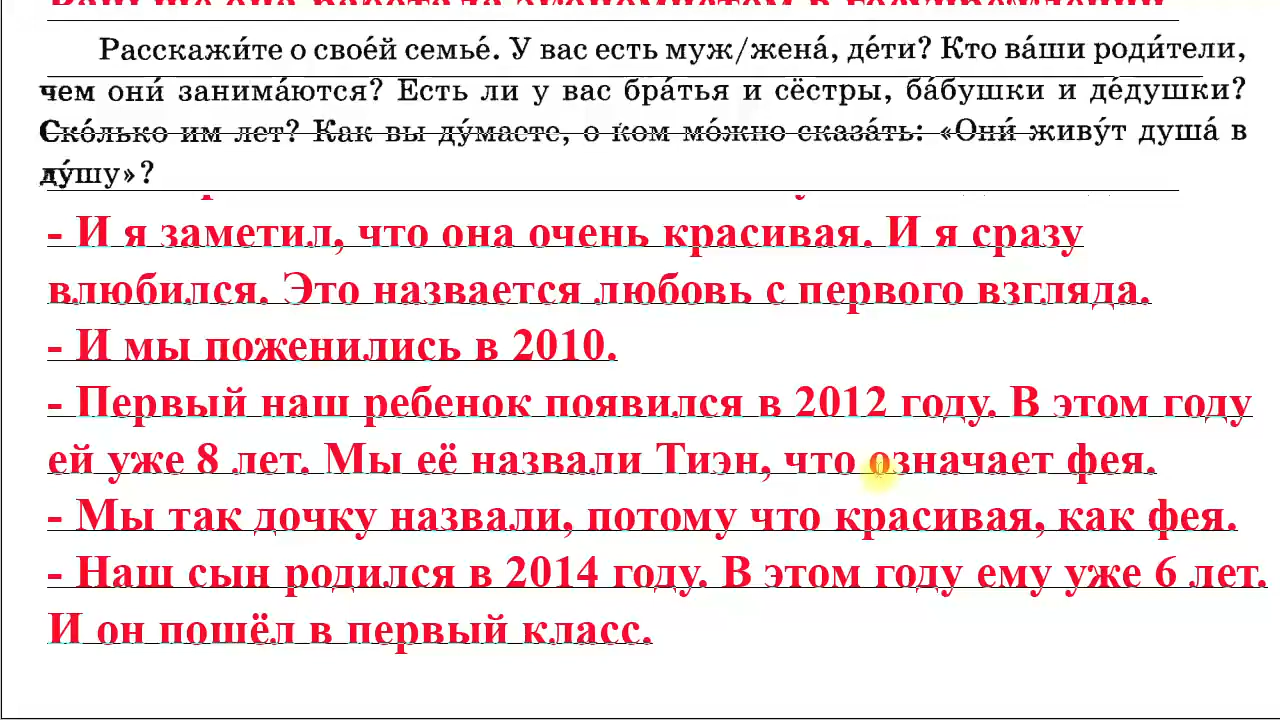 Расскажи́те о свое́й семье́. У вас есть муж/жена́, де́ти? Кто ва́ши роди́тели,
чем они́ занима́ются? Есть ли у вас бра́тья и сёстры, ба́бушки и де́душки?
Ско́лько им лет? Как вы ду́маете, о ком мо́жно сказа́ть: «Они́ живу́т душа́ в
ду́шу»?
- И я заметил, что она очень красивая. И я сразу
влюбился. Это назвается любовь с первого взгляда.
- И мы поженились в 2010.
- Первый наш ребенок появился в 2012 году. В этом году
ей уже 8 лет. Мы её назвали Тиэн, что означает фея.
- Мы так дочку назвали, потому что красивая, как фея.
- Наш сын родился в 2014 году. В этом году ему уже 6 лет.
И он пошёл в первый класс.